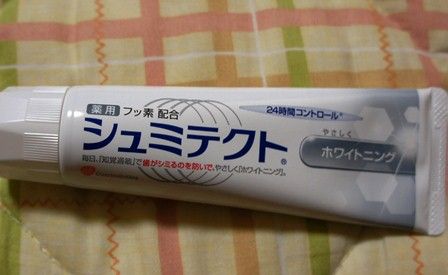 薬用 フッ素 配合
シュミテクト®
毎日、「知覚過敏」で歯がシミるのを防いで、やさしく『ホワイトニング』。
24時間コントロール*
やさしく
ホワイトニング